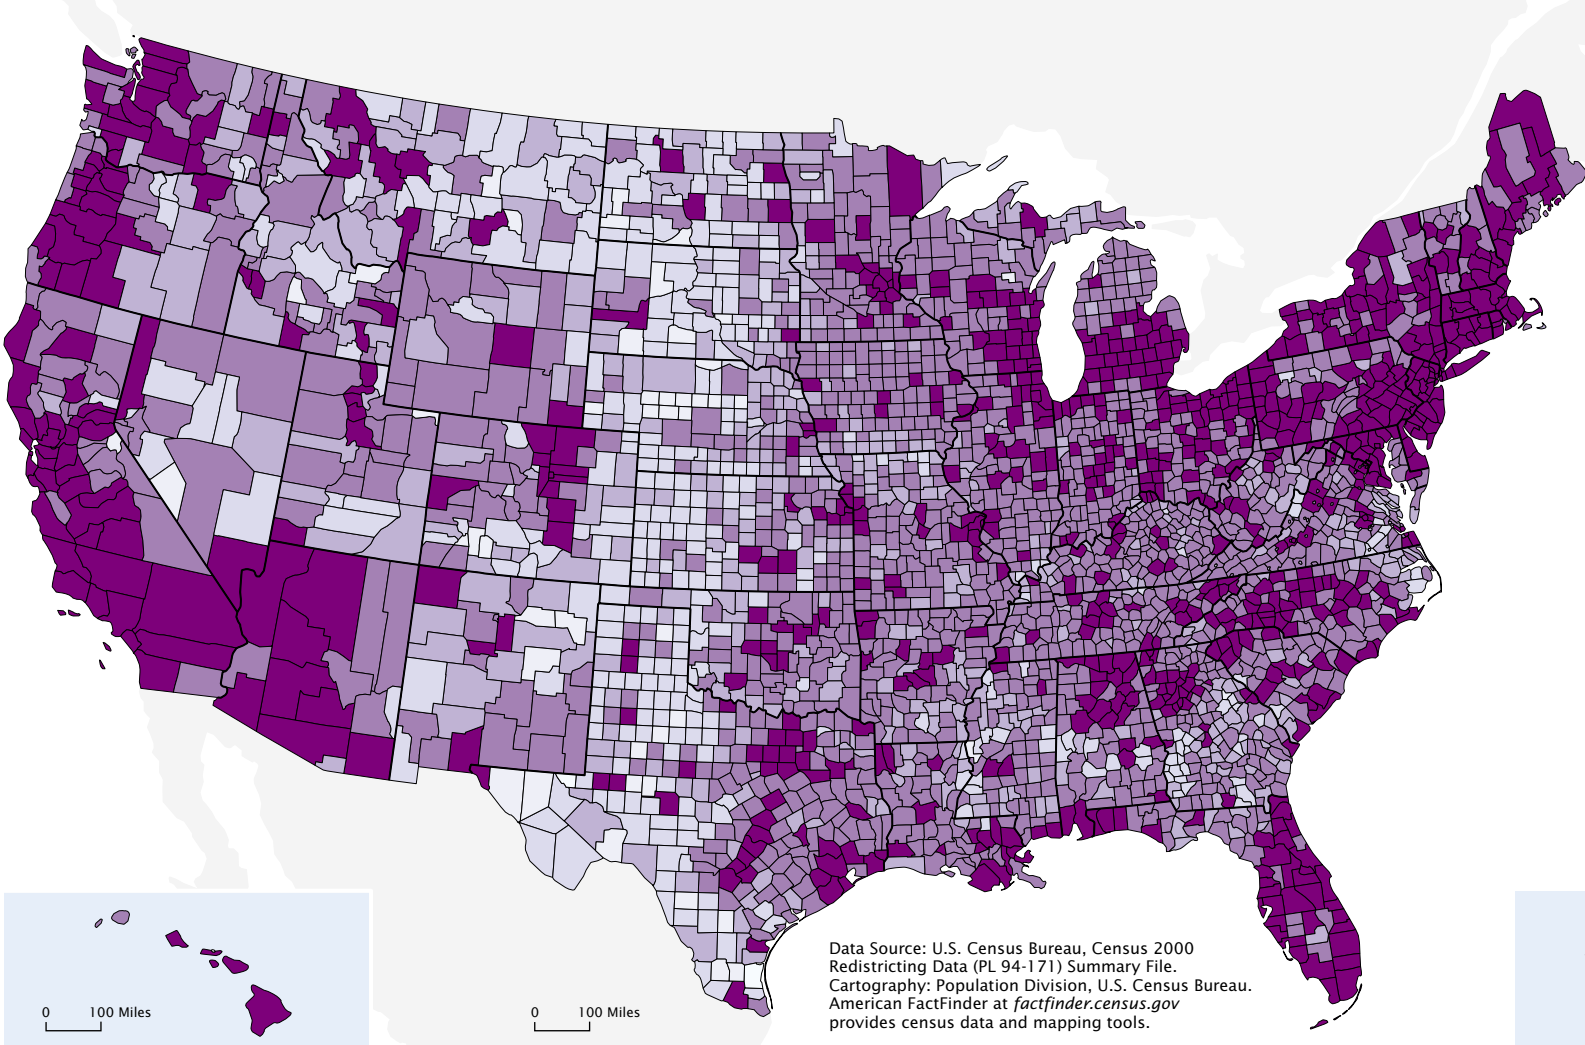 Data Source: U.S. Census Bureau, Census 2000
Redistricting Data (PL 94-171) Summary File.
Cartography: Population Division, U.S. Census Bureau.
American FactFinder at factfinder.census.gov
provides census data and mapping tools.
0 100 Miles
0 100 Miles